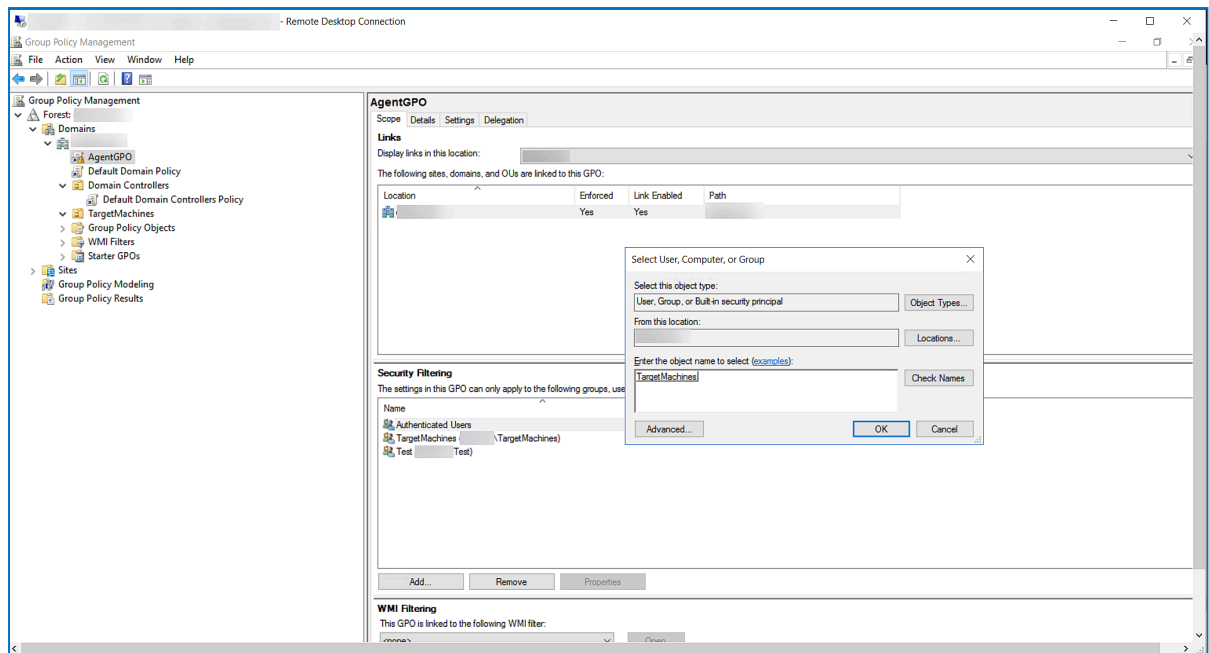 - Remote Desktop Connection
Group Policy Management
File Action View Window Help
Group Policy Management
Forest:
Domains
AgentGPO
Default Domain Policy
Domain Controllers
Default Domain Controllers Policy
TargetMachines
Group Policy Objects
WMI Filters
Starter GPOs
Sites
Group Policy Modeling
Group Policy Results
AgentGPO
Scope Details Settings Delegation
Links
Display links in this location:
The following sites, domains, and OUs are linked to this GPO:
Location Enforced Link Enabled Path
Yes Yes
Security Filtering
The settings in this GPO can only apply to the following groups, use
Name
Authenticated Users
TargetMachines ( \TargetMachines)
Test Test)
Add... Remove Properties
WMI Filtering
This GPO is linked to the following WMI filter:
<none> Open
Select User, Computer, or Group
Select this object type:
User, Group, or Built-in security principal Object Types...
From this location:
Locations...
Enter the object name to select (examples):
TargetMachines Check Names
Advanced... OK Cancel